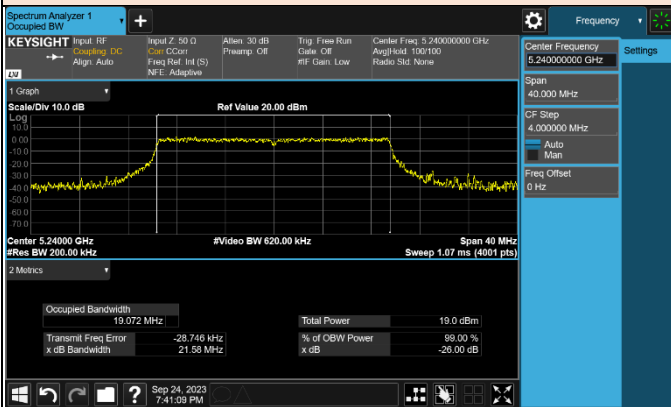 Spectrum Analyzer 1
Occupied BW
+
Frequency
KEYSIGHT
Input: RF
Coupling: DC
Align: Auto
Input Z: 50 Ω
Corr CCorr
Freq Ref: Int (S)
NFE: Adaptive
Atten: 30 dB
Preamp: Off
Trig: Free Run
Gate: Off
#IF Gain: Low
Center Freq: 5.240000000 GHz
Avg|Hold: 100/100
Radio Std: None
Center Frequency
5.240000000 GHz
Settings
Span
40.000 MHz
CF Step
4.000000 MHz
Auto
Man
Freq Offset
0 Hz
1 Graph
Scale/Div 10.0 dB
Ref Value 20.00 dBm
Log
10.0
0.00
-10.0
-20.0
-30.0
-40.0
-50.0
-60.0
-70.0
Center 5.24000 GHz
#Video BW 620.00 kHz
Span 40 MHz
#Res BW 200.00 kHz
Sweep 1.07 ms (4001 pts)
2 Metrics
Occupied Bandwidth
19.072 MHz
Total Power 19.0 dBm
Transmit Freq Error -28.746 kHz
% of OBW Power 99.00 %
x dB Bandwidth 21.58 MHz
x dB -26.00 dB
?
Sep 24, 2023
7:41:09 PM